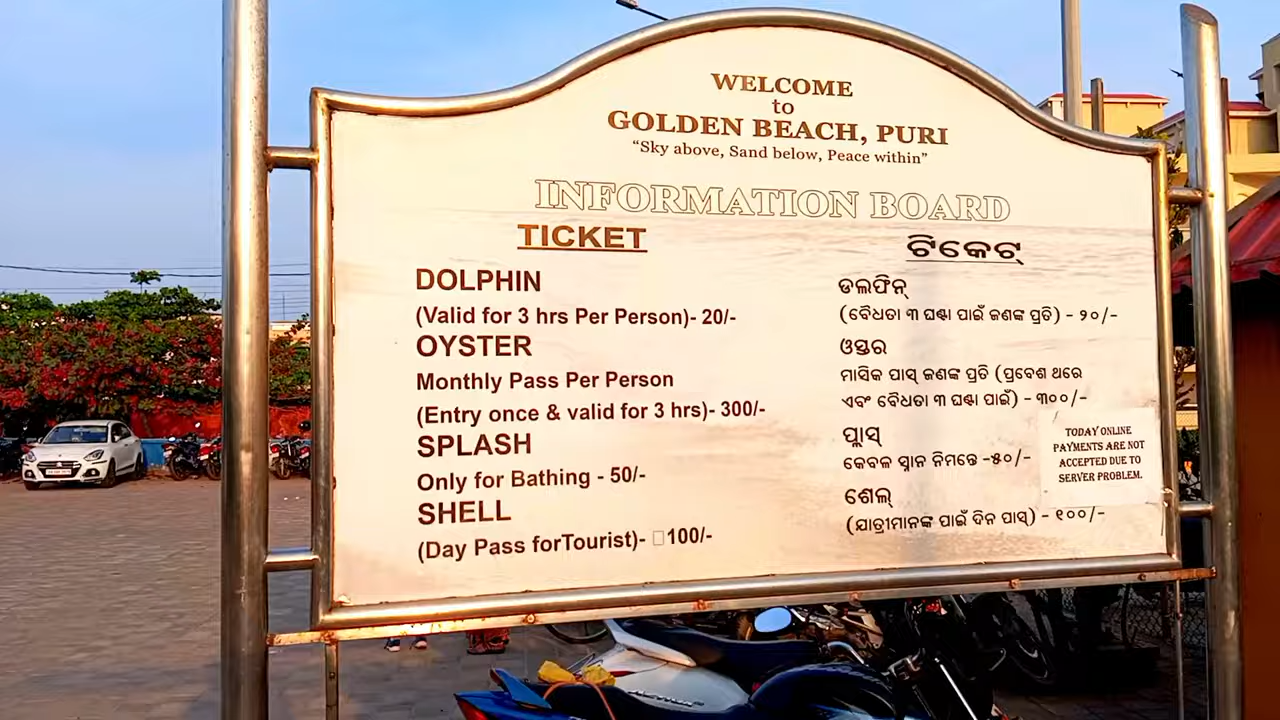 WELCOME
to
GOLDEN BEACH, PURI
“Sky above, Sand below, Peace within”
INFORMATION BOARD
TICKET
DOLPHIN
(Valid for 3 hrs Per Person)- 20/-
OYSTER
Monthly Pass Per Person
(Entry once & valid for 3 hrs)- 300/-
SPLASH
Only for Bathing - 50/-
SHELL
(Day Pass forTourist)- □100/-
ଟିକେଟ୍
ଡଲଫିନ୍
(ବୈଧତା ୩ ଘଣ୍ଟା ପାଇଁ ଜଣଙ୍କ ପ୍ରତି) - ୨୦/-
ଓସ୍ତର
ମାସିକ ପାସ୍ ଜଣଙ୍କ ପ୍ରତି (ପ୍ରବେଶ ଥରେ
ଏବଂ ବୈଧତା ୩ ଘଣ୍ଟା ପାଇଁ) - ୩୦୦/-
ପ୍ଲାସ୍
କେବଳ ସ୍ନାନ ନିମନ୍ତେ -୫୦/-
ଶେଲ୍
(ଯାତ୍ରୀମାନଙ୍କ ପାଇଁ ଦିନ ପାସ୍) - ୧୦୦/-
TODAY ONLINE
PAYMENTS ARE NOT
ACCEPTED DUE TO
SERVER PROBLEM.